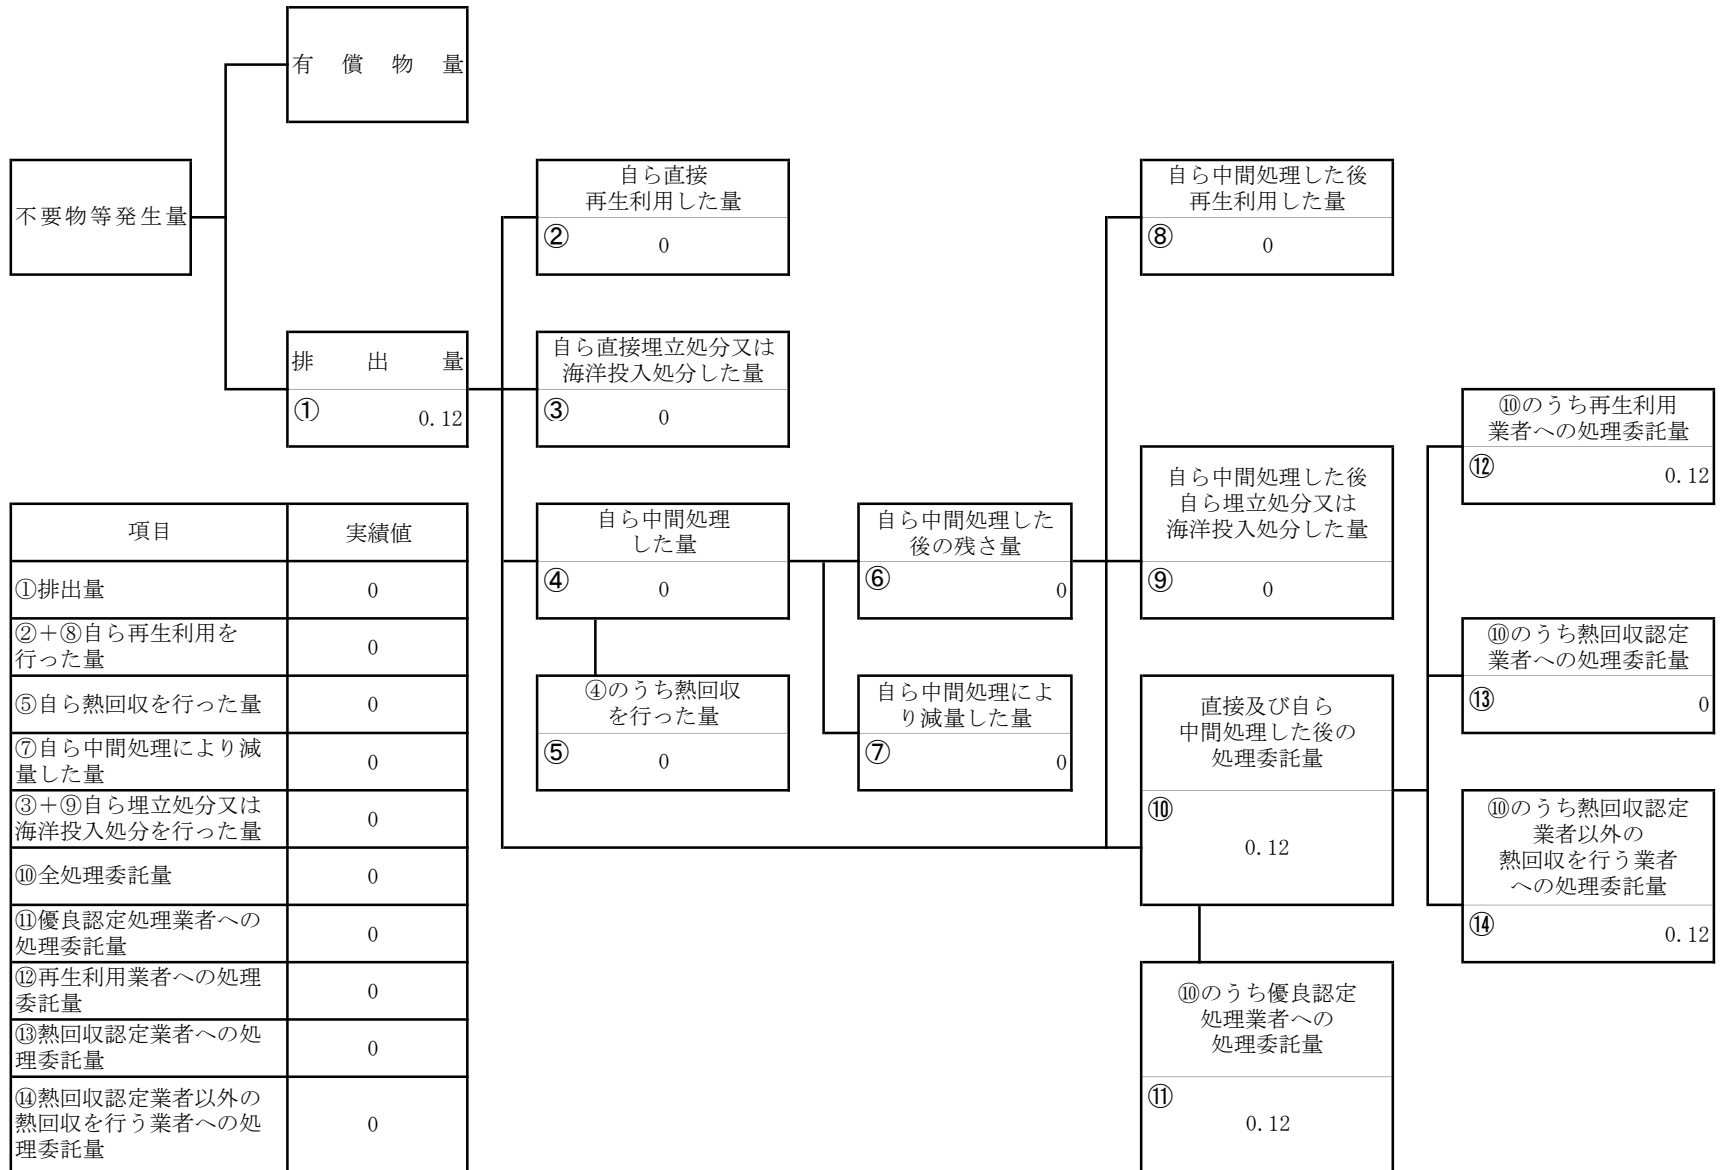 有償物量
不要物等発生量
排出量
① 0.12
自ら直接
再生利用した量
② 0
自ら直接埋立処分又は
海洋投入処分した量
③ 0
自ら中間処理
した量
④ 0
④のうち熱回収
を行った量
⑤ 0
自ら中間処理した
後の残さ量
⑥ 0
自ら中間処理によ
り減量した量
⑦ 0
自ら中間処理した後
再生利用した量
⑧ 0
自ら中間処理した後
自ら埋立処分又は
海洋投入処分した量
⑨ 0
直接及び自ら
中間処理した後の
処理委託量
⑩
0.12
⑩のうち優良認定
処理業者への
処理委託量
⑪
0.12
⑩のうち再生利用
業者への処理委託量
⑫ 0.12
⑩のうち熱回収認定
業者への処理委託量
⑬ 0
⑩のうち熱回収認定
業者以外の
熱回収を行う業者
への処理委託量
⑭ 0.12
項目 実績値
①排出量 0
②+⑧自ら再生利用を
行った量 0
⑤自ら熱回収を行った量 0
⑦自ら中間処理により減
量した量 0
③+⑨自ら埋立処分又は
海洋投入処分を行った量 0
⑩全処理委託量 0
⑪優良認定処理業者への
処理委託量 0
⑫再生利用業者への処理
委託量 0
⑬熱回収認定業者への処
理委託量 0
⑭熱回収認定業者以外の
熱回収を行う業者への処 0
理委託量